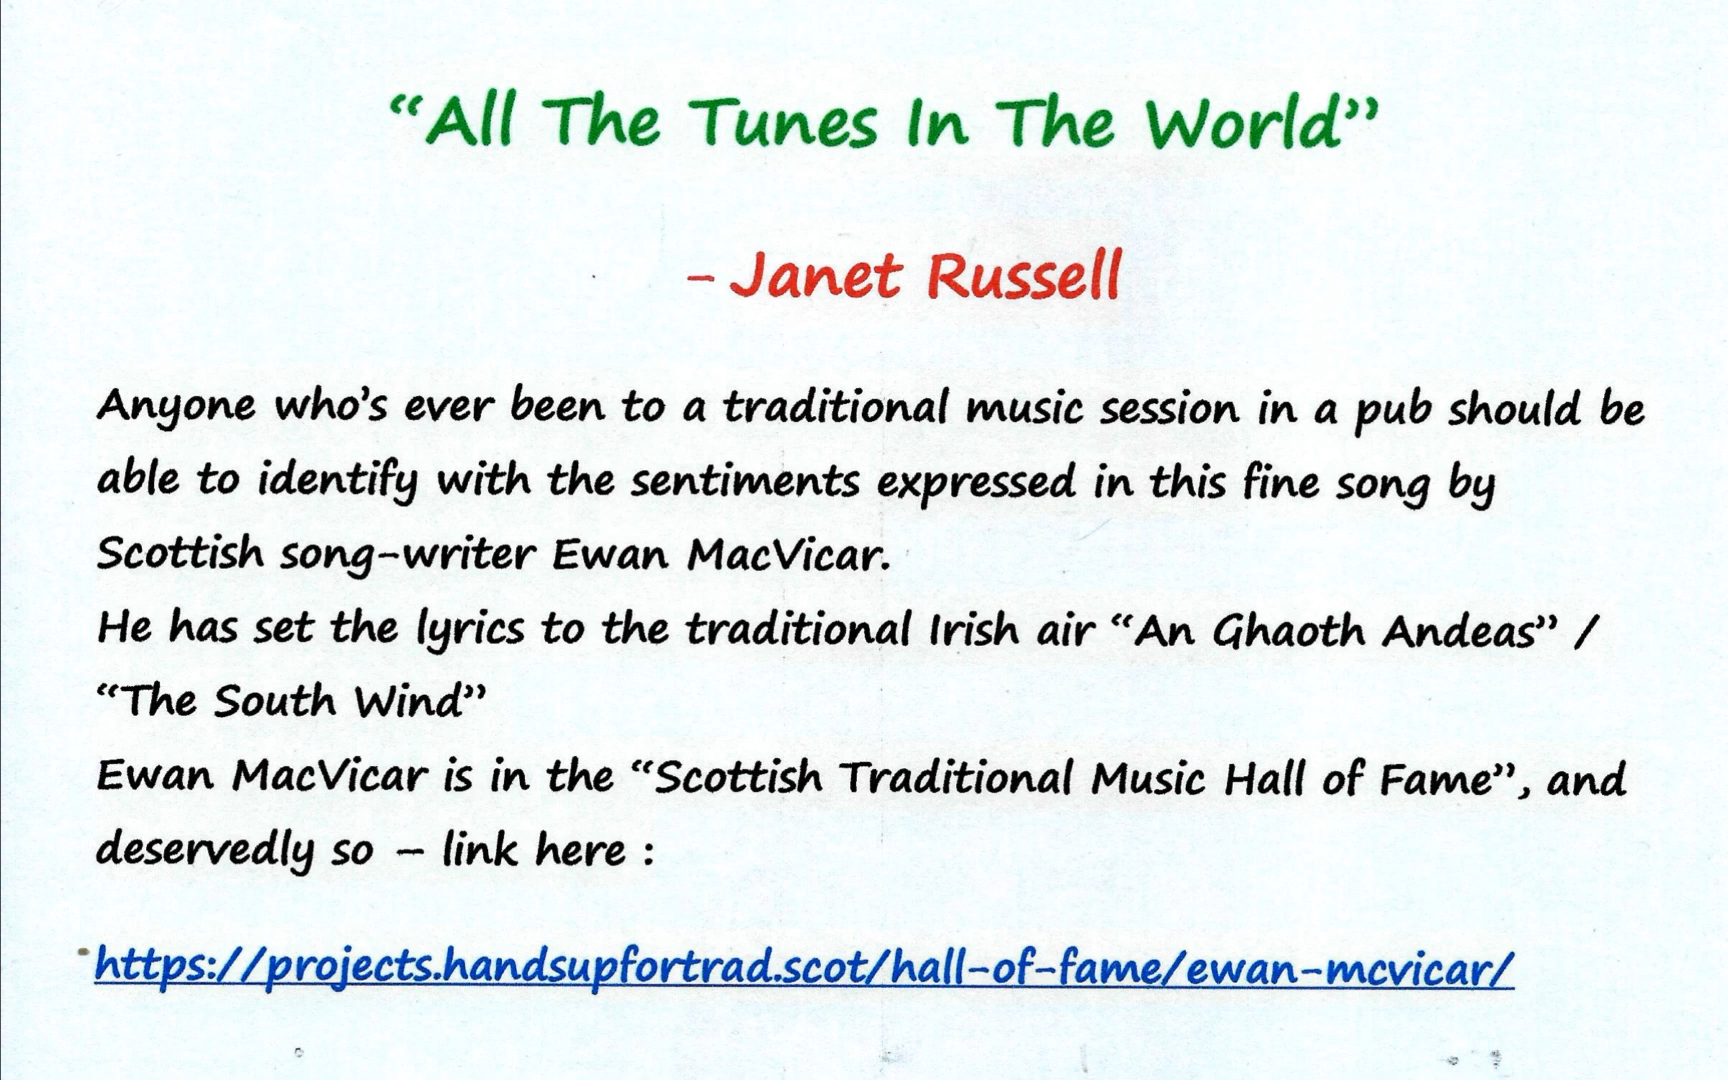 “All The Tunes In The World”
– Janet Russell
Anyone who’s ever been to a traditional music session in a pub should be
able to identify with the sentiments expressed in this fine song by
Scottish song-writer Ewan MacVicar.
He has set the lyrics to the traditional Irish air “An Ghaoth Andeas” /
“The South Wind”
Ewan MacVicar is in the “Scottish Traditional Music Hall of Fame”, and
deservedly so – link here :
https://projects.handsupfortrad.scot/hall-of-fame/ewan-mcvicar/